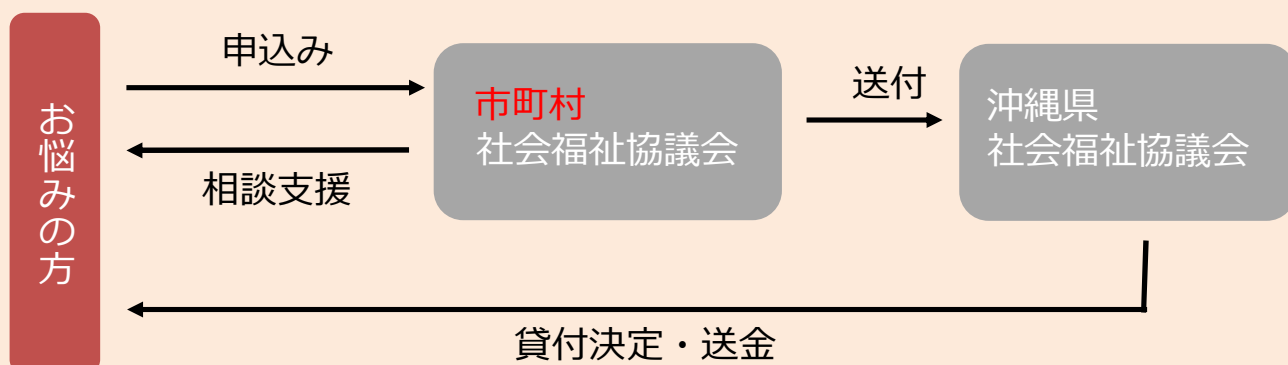 お悩みの方
申込み
相談支援
市町村
社会福祉協議会
送付
沖縄県
社会福祉協議会
貸付決定・送金